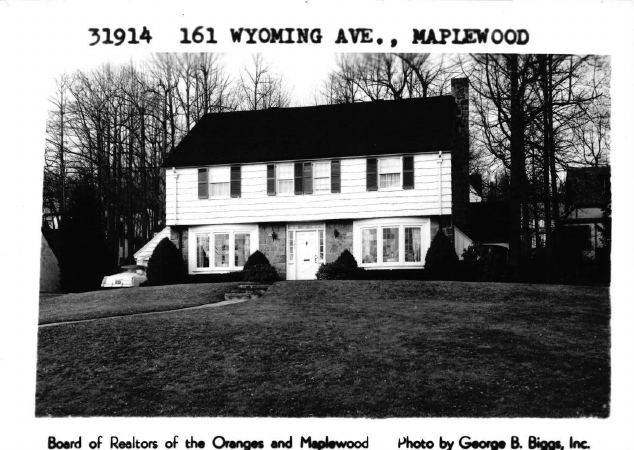 31914 161 WYOMING AVE., MAPLEWOOD
Board of Realtors of the Oranges and Maplewood Photo by George B. Biggs, Inc.